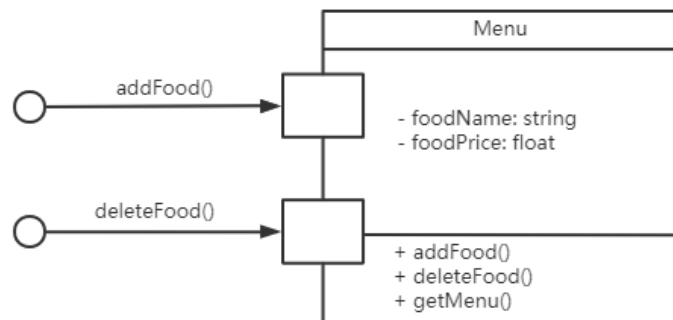 Menu
addFood()
- foodName: string
- foodPrice: float
deleteFood()
+ addFood()
+ deleteFood()
+ getMenu()